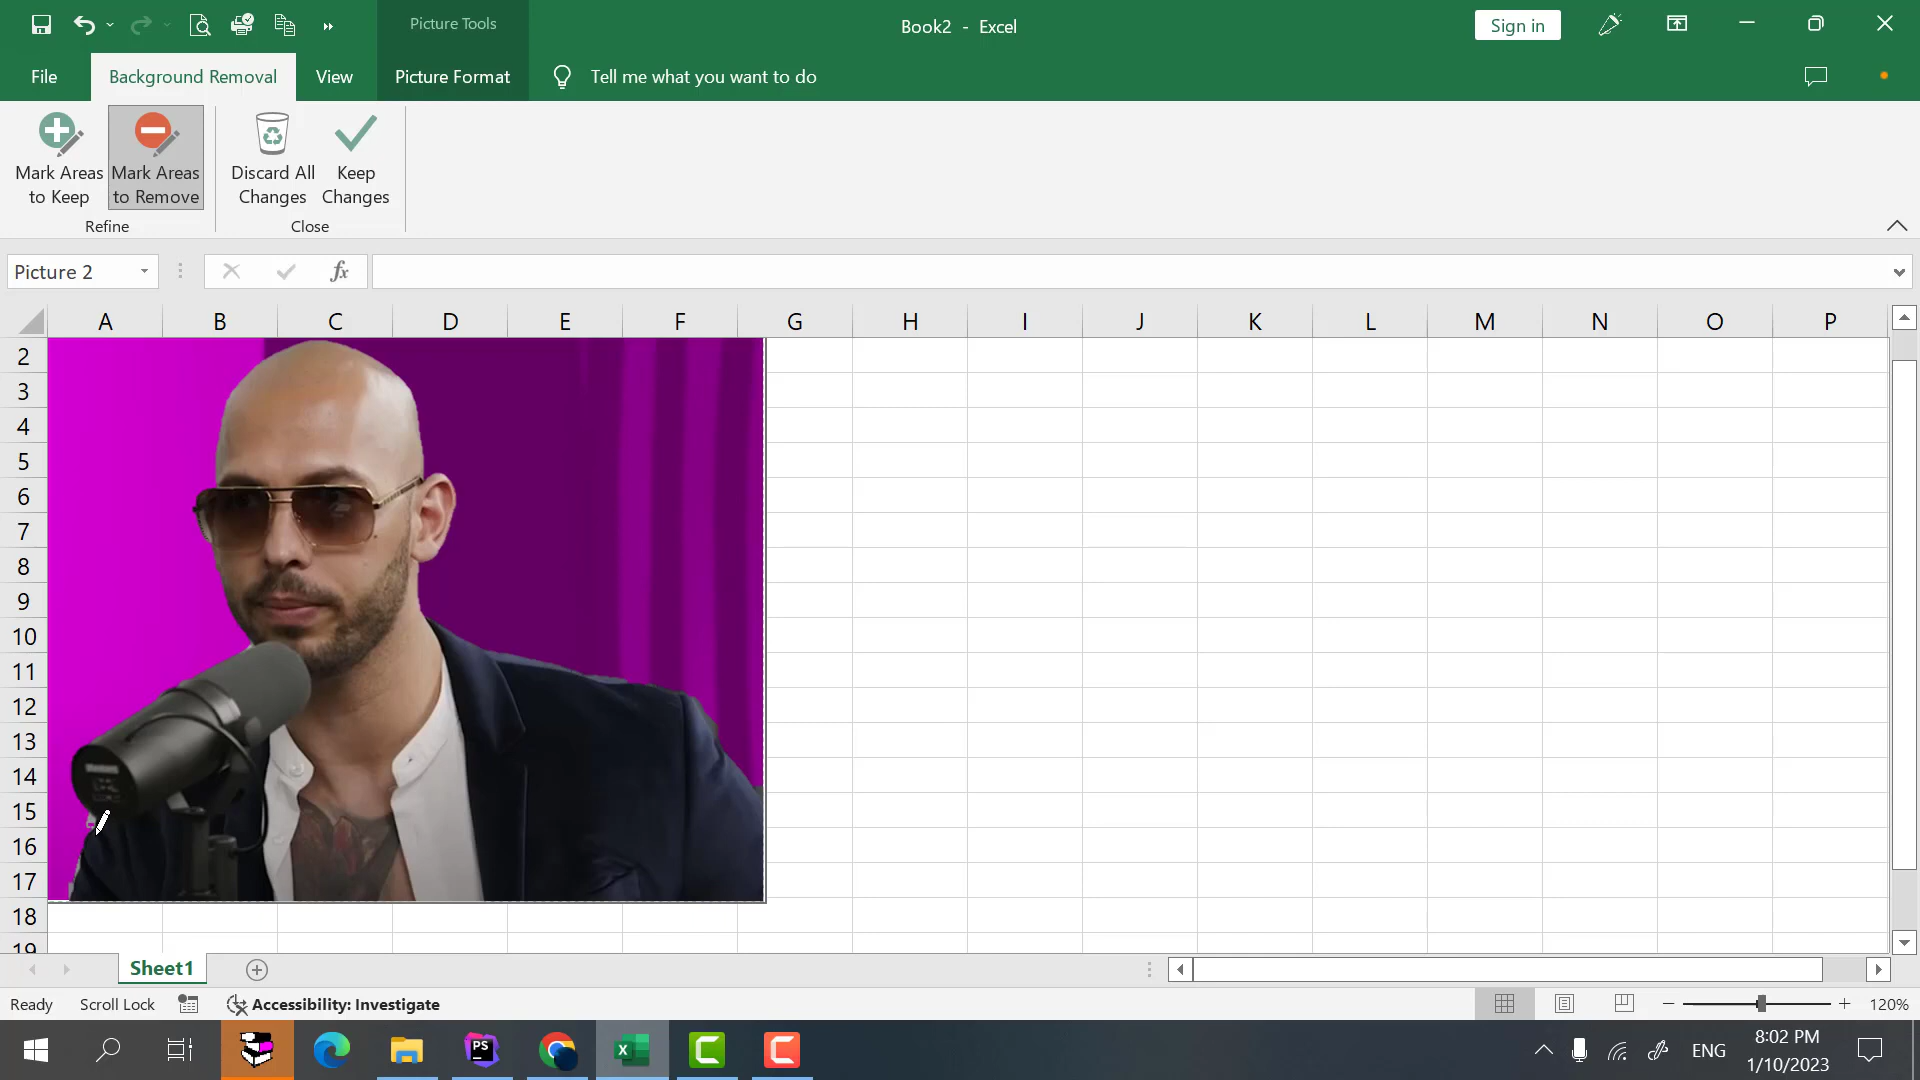 Picture Tools
Book2 - Excel
Sign in
File
Background Removal
View
Picture Format
Tell me what you want to do
Mark Areas to Keep
Mark Areas to Remove
Discard All Changes
Keep Changes
Refine
Close
Picture 2
fx
A B C D E F G H I J K L M N O P
2
3
4
5
6
7
8
9
10
11
12
13
14
15
16
17
18
19
Sheet1
Ready
Scroll Lock
Accessibility: Investigate
120%
PS
X
C
C
ENG
8:02 PM
1/10/2023